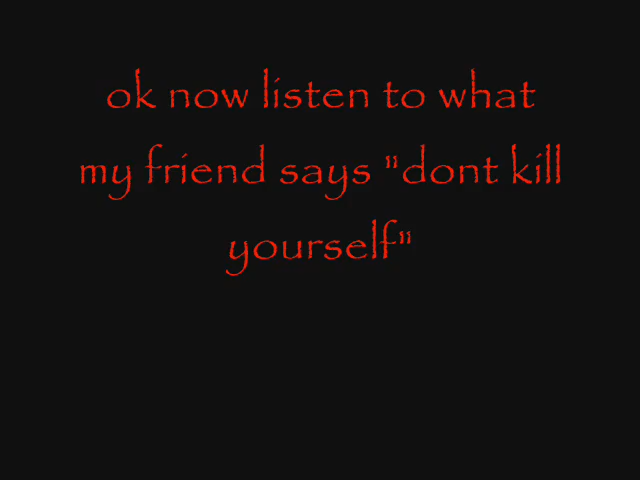 ok now listen to what
my friend says "dont kill
yourself"